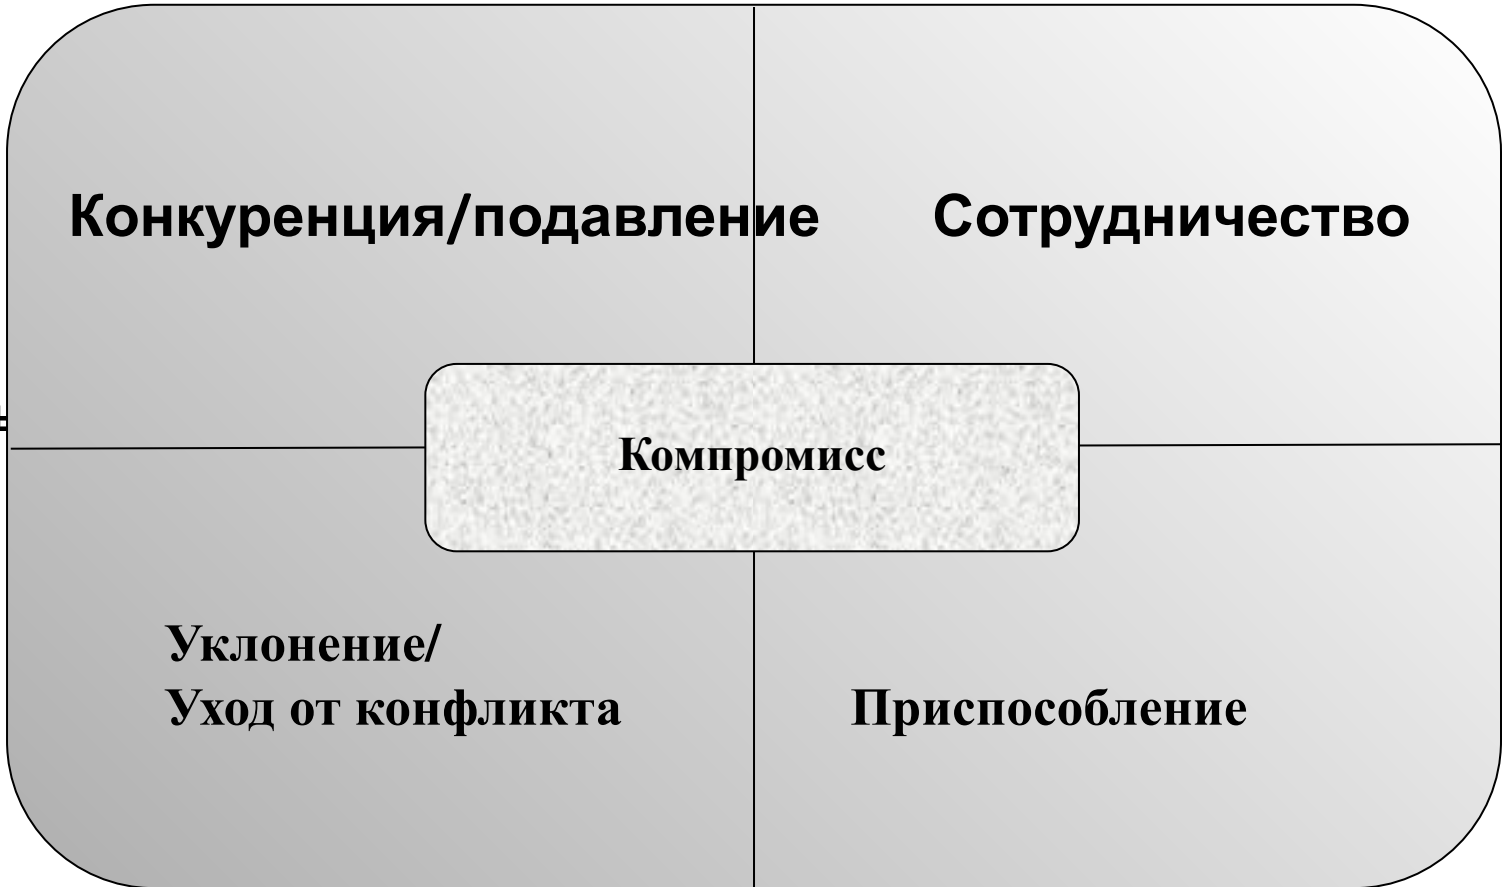 Конкуренция/подавление
Сотрудничество
Компромисс
Уклонение/
Уход от конфликта
Приспособление